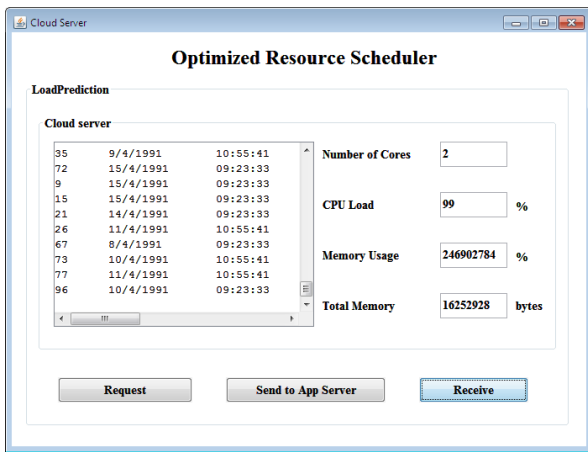 Cloud Server
Optimized Resource Scheduler
LoadPrediction
Cloud server
35 9/4/1991 10:55:41
72 15/4/1991 09:23:33
9 15/4/1991 09:23:33
15 15/4/1991 09:23:33
21 14/4/1991 09:23:33
26 11/4/1991 10:55:41
67 8/4/1991 09:23:33
73 10/4/1991 10:55:41
77 11/4/1991 10:55:41
96 10/4/1991 09:23:33
Number of Cores 2
CPU Load 99 %
Memory Usage 246902784 %
Total Memory 16252928 bytes
Request Send to App Server Receive